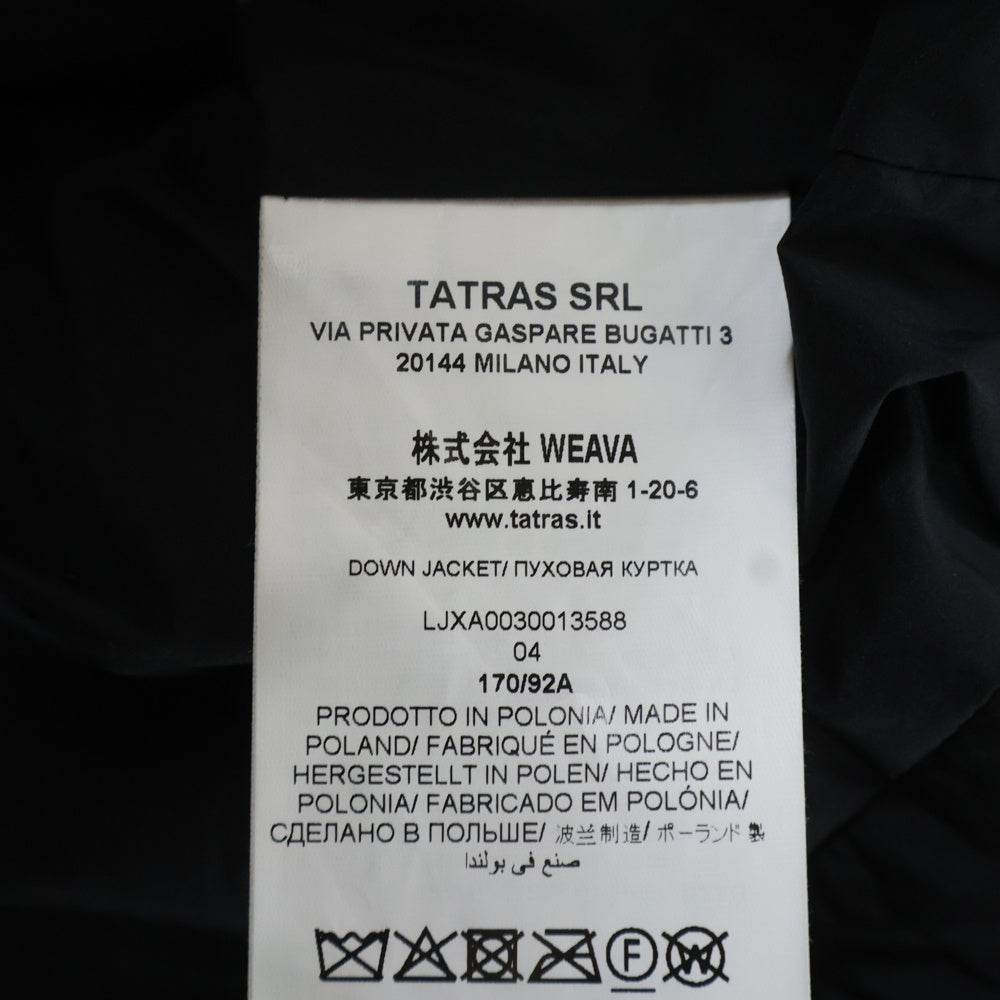 TATRAS SRL
VIA PRIVATA GASPARE BUGATTI 3
20144 MILANO ITALY
株式会社 WEAVA
東京都渋谷区恵比寿南 1-20-6
www.tatras.it
DOWN JACKET/ ПУХОВАЯ КУРТКА
LJXA0030013588
04
170/92A
PRODOTTO IN POLONIA/ MADE IN
POLAND/ FABRIQUÉ EN POLOGNE/
HERGESTELLT IN POLEN/ HECHO EN
POLONIA/ FABRICADO EM POLÓNIA/
СДЕЛАНО В ПОЛЬШЕ/ 波兰制造/ ポーランド 製
صنع في بولندا
F W